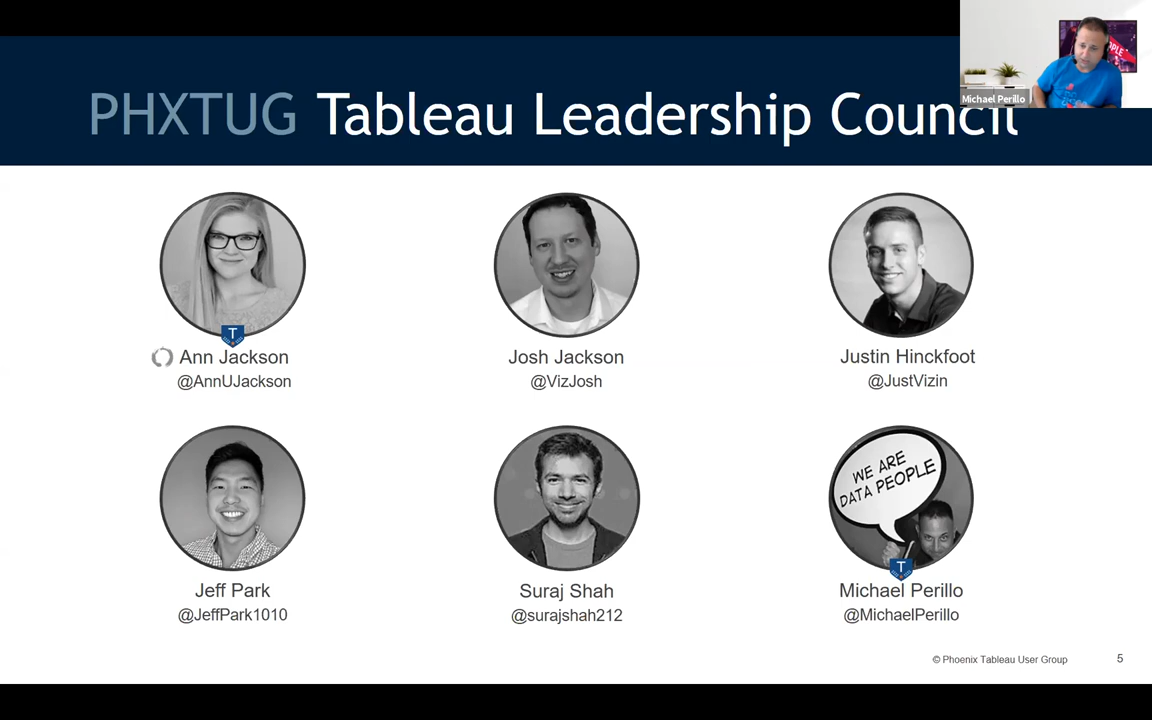 PHXTUG Tableau Leadership Council
Michael Perillo
PLE
T
Ann Jackson
@AnnUJackson
Josh Jackson
@VizJosh
Justin Hinckfoot
@JustVizin
WE ARE
DATA PEOPLE
T
Jeff Park
@JeffPark1010
Suraj Shah
@surajshah212
Michael Perillo
@MichaelPerillo
© Phoenix Tableau User Group
5